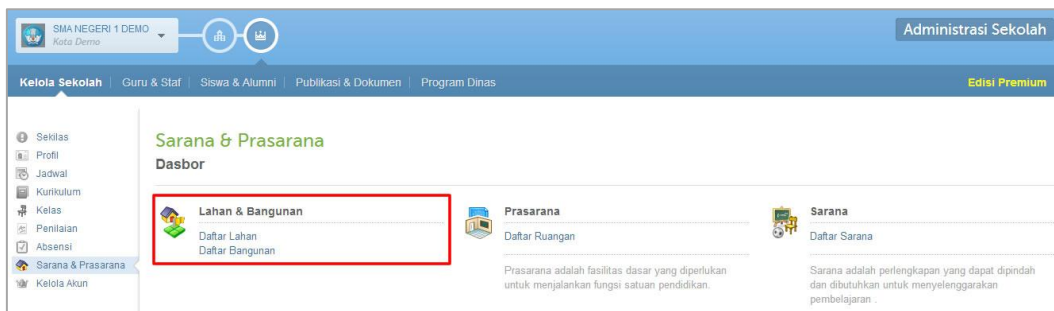 SMA NEGERI 1 DEMO
Kota Demo
Administrasi Sekolah
Kelola Sekolah
Guru & Staf
Siswa & Alumni
Publikasi & Dokumen
Program Dinas
Edisi Premium
Sekilas
Profil
Jadwal
Kurikulum
Kelas
Penilaian
Absensi
Sarana & Prasarana
Kelola Akun
Sarana & Prasarana
Dasbor
Lahan & Bangunan
Daftar Lahan
Daftar Bangunan
Prasarana
Daftar Ruangan
Prasarana adalah fasilitas dasar yang diperlukan
untuk menjalankan fungsi satuan pendidikan.
Sarana
Daftar Sarana
Sarana adalah perlengkapan yang dapat dipindah
dan dibutuhkan untuk menyelenggarakan
pembelajaran .